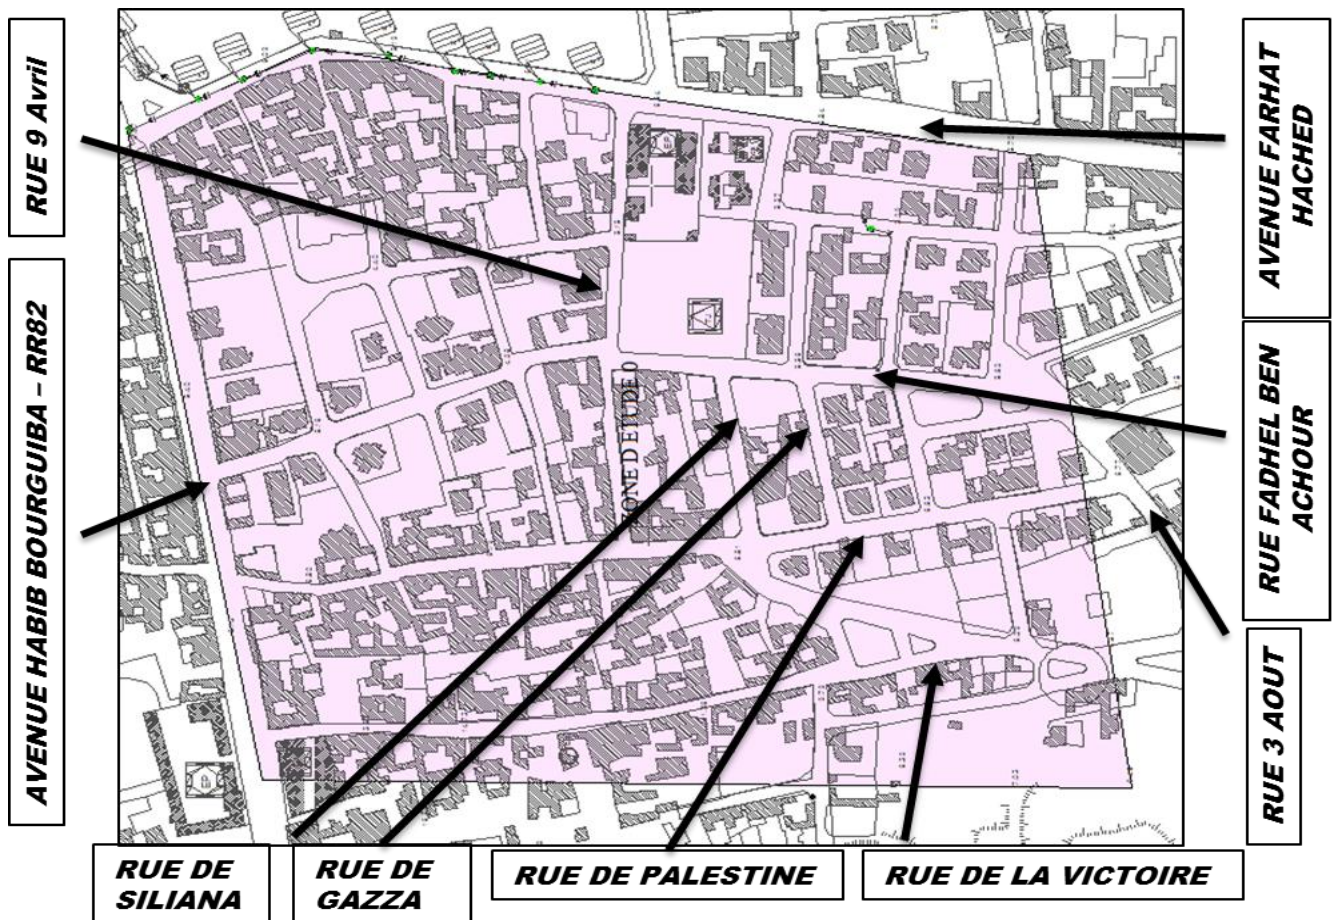 RUE 9 Avril
AVENUE HABIB BOURGUIBA – RR82
AVENUE FARHAT
HACHED
RUE FADHEL BEN
ACHOUR
RUE 3 AOUT
ZONE D'ETUDE 0
RUE DE
SILIANA
RUE DE
GAZZA
RUE DE PALESTINE
RUE DE LA VICTOIRE